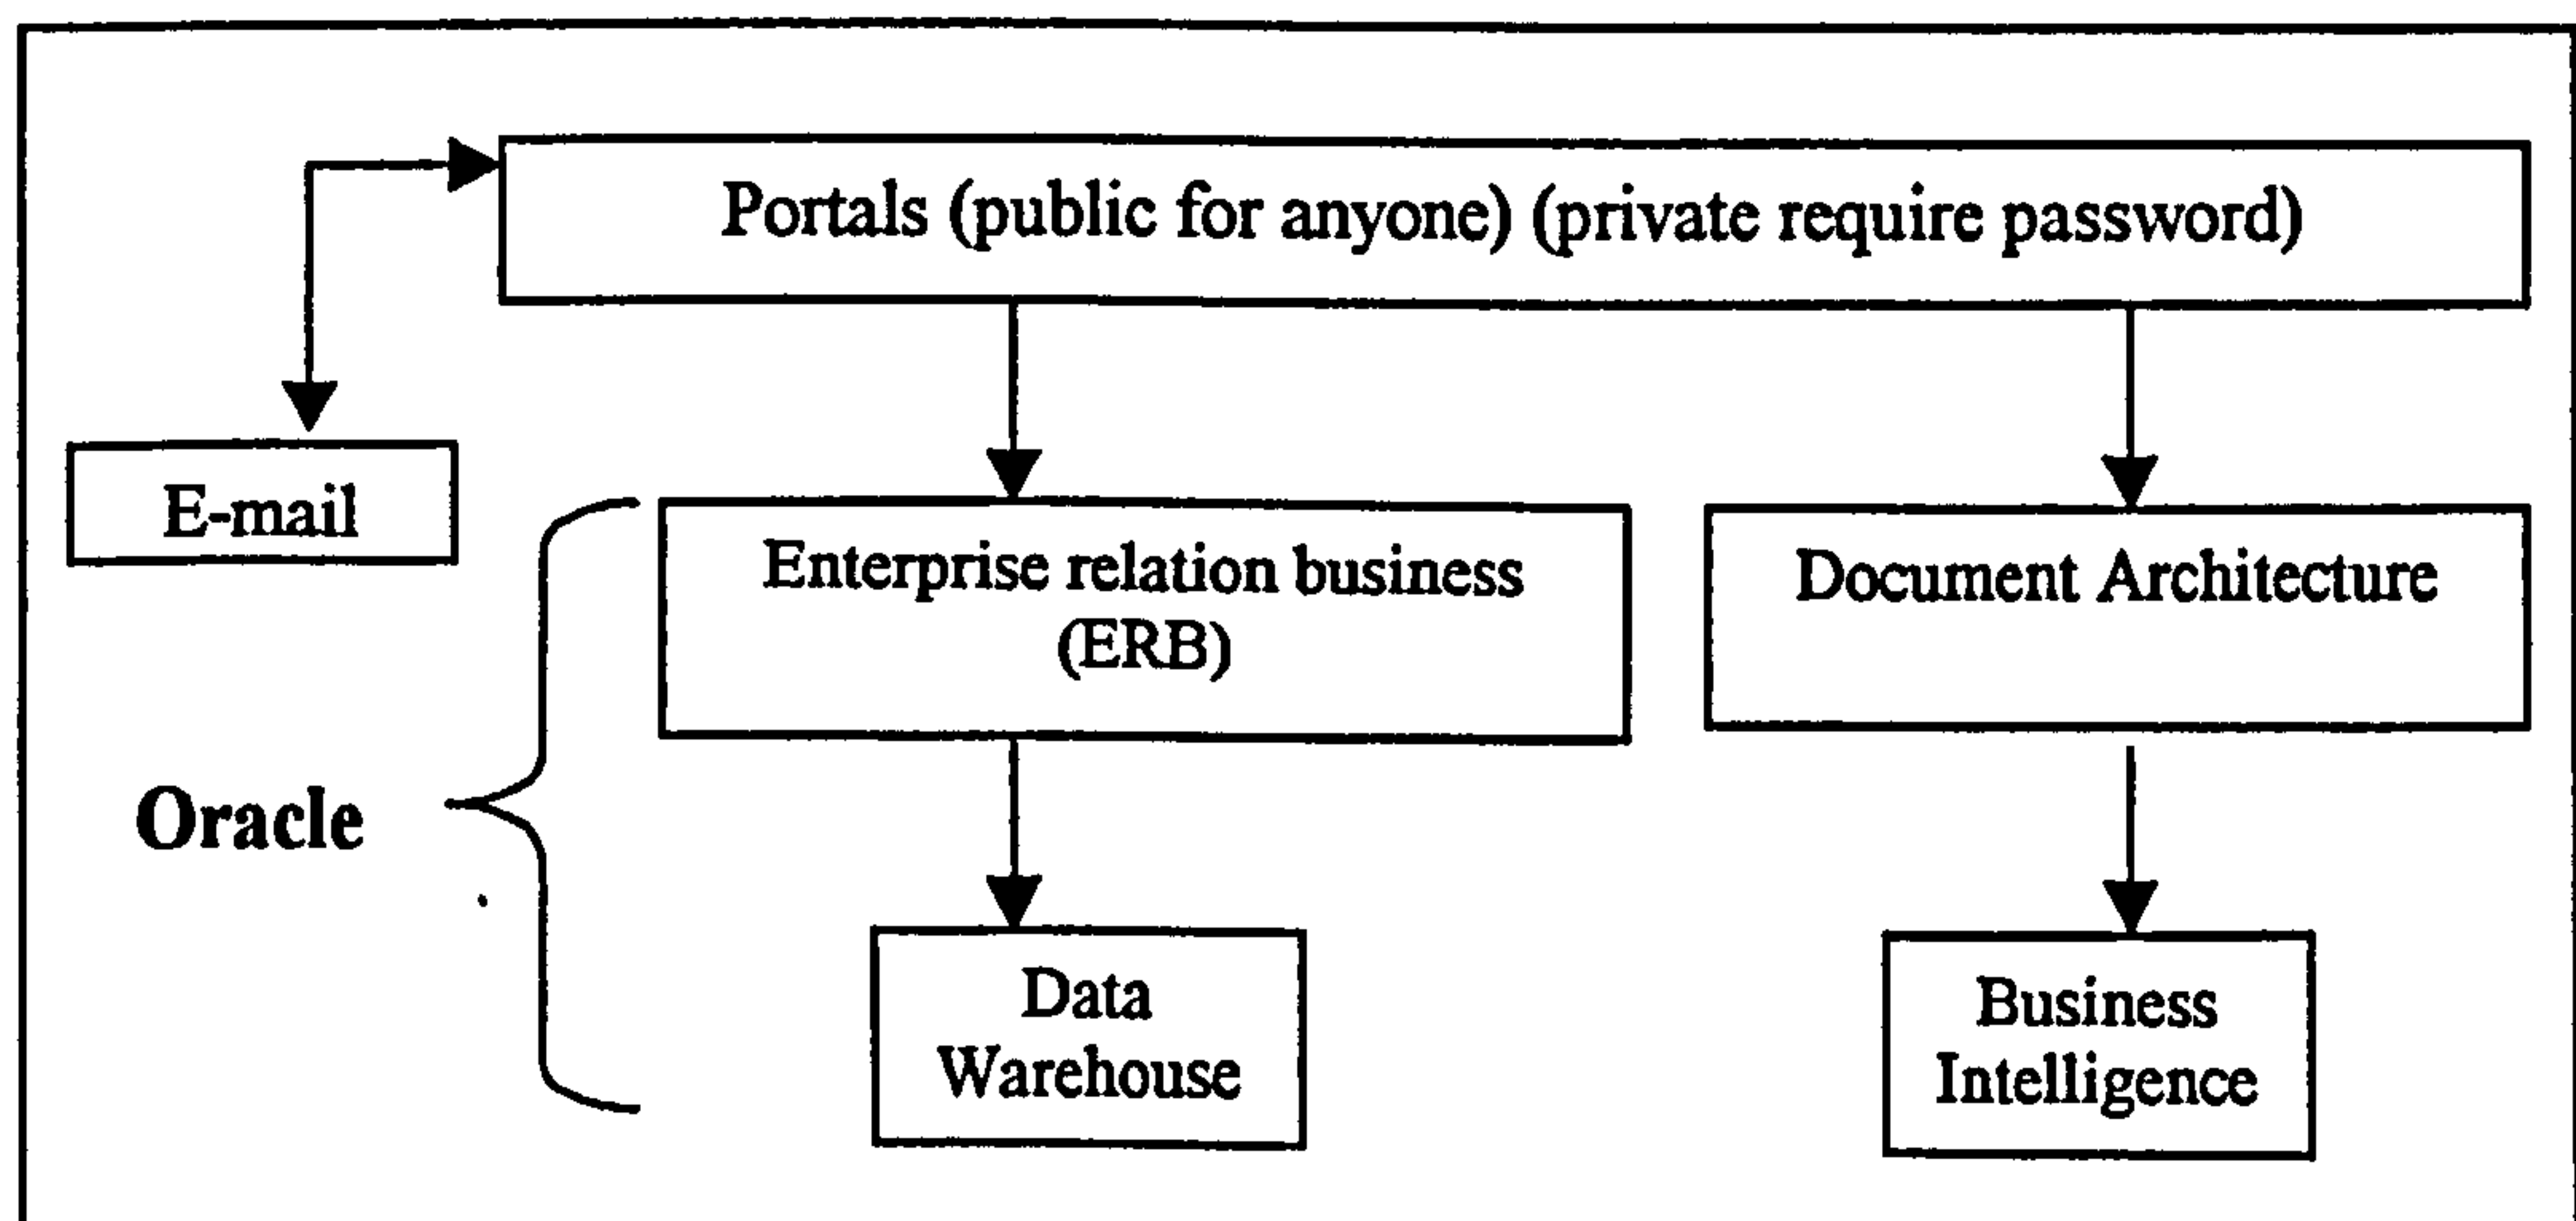 Portals (public for anyone) (private require password)
E-mail
Enterprise relation business
(ERB)
Document Architecture
Oracle
Data
Warehouse
Business
Intelligence